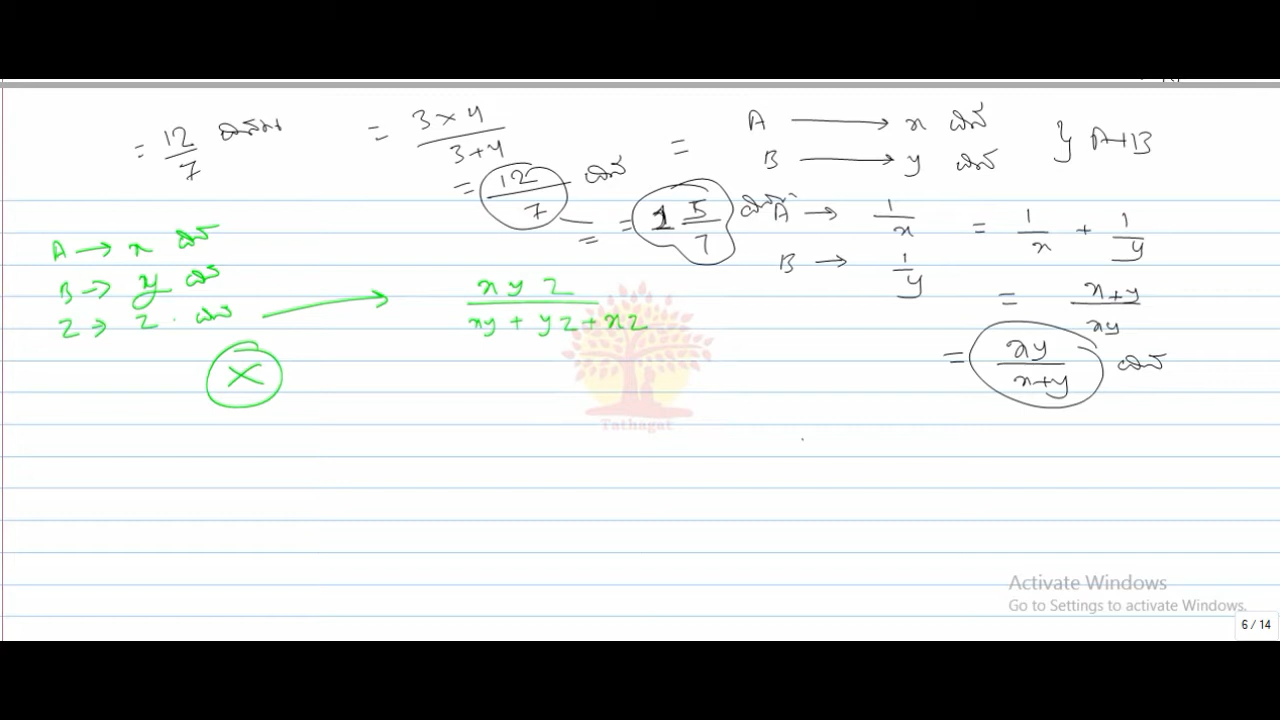 = 12/7 ದಿನಗಳು
= 3 × 4 / 3+4
= 12/7 ದಿನ
= = 1 5/7 ದಿನ
= A → x ದಿನ
B → y ದಿನ } A+B
A → 1/x = 1/x + 1/y
B → 1/y
= x+y / xy
= xy / x+y ದಿನ
A → x ದಿನ
B → y ದಿನ
Z → Z. ದಿನ → xyz / xy + yz + xz
X
Tathagat
Activate Windows
Go to Settings to activate Windows.
6 / 14